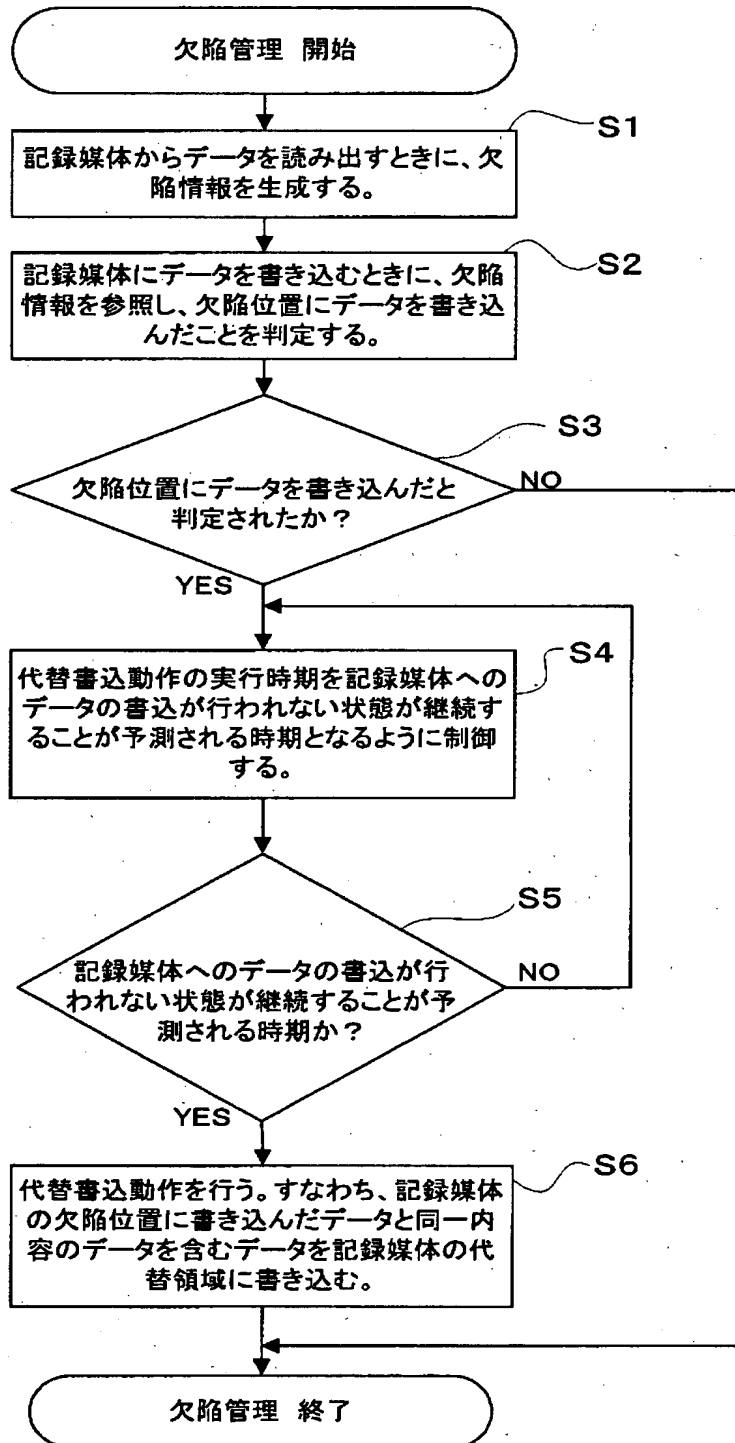 欠陥管理 開始
S1
記録媒体からデータを読み出すときに、欠
陥情報を生成する。
S2
記録媒体にデータを書き込むときに、欠陥
情報を参照し、欠陥位置にデータを書き込
んだことを判定する。
S3
欠陥位置にデータを書き込んだと
判定されたか？
NO
YES
S4
代替書込動作の実行時期を記録媒体への
データの書込が行われない状態が継続す
ることが予測される時期となるように制御
する。
S5
記録媒体へのデータの書込が行
われない状態が継続することが予
測される時期か？
NO
YES
S6
代替書込動作を行う。すなわち、記録媒体
の欠陥位置に書き込んだデータと同一内
容のデータを含むデータを記録媒体の代
替領域に書き込む。
欠陥管理 終了